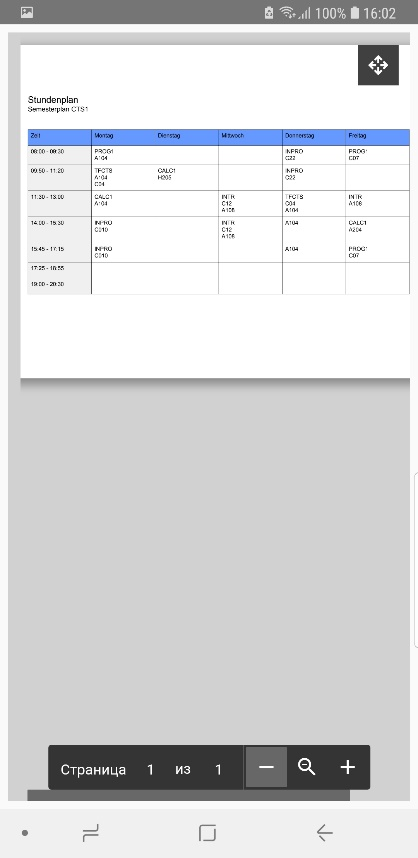 100% 16:02
Stundenplan
Semesterplan CTS1
Zeit Montag Dienstag Mittwoch Donnerstag Freitag
08:00 - 09:30 PROG1 INPRO PROG1
A104 C22 C07
09:50 - 11:20 TFCTS CALC1 INPRO
A104 H205 C22
C04
11:30 - 13:00 CALC1 INTR TFCTS INTR
A104 C12 C04 A108
A108 A104
14:00 - 15:30 INPRO INTR A104 CALC1
C010 C12 A204
A108
15:45 - 17:15 INPRO A104 PROG1
C010 C07
17:25 - 18:55
19:00 - 20:30
Страница 1 из 1